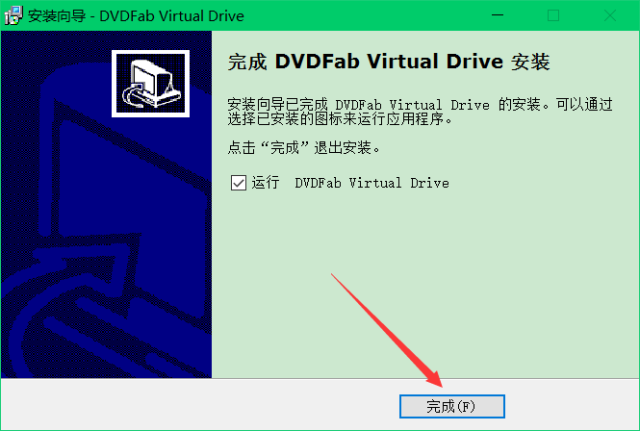 安装向导 - DVDFab Virtual Drive
完成 DVDFab Virtual Drive 安装
安装向导已完成 DVDFab Virtual Drive 的安装。可以通过
选择已安装的图标来运行应用程序。
点击“完成”退出安装。
运行 DVDFab Virtual Drive
完成(F)